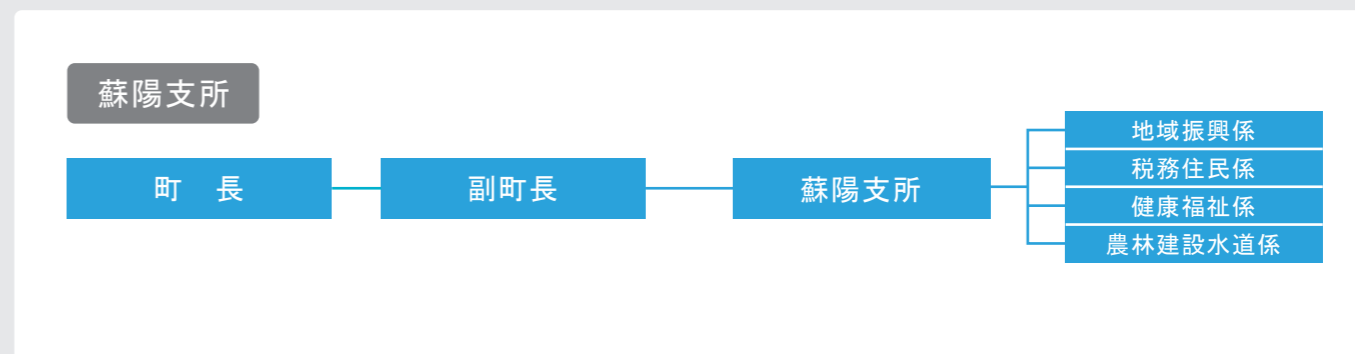 蘇陽支所
町　長
副町長
蘇陽支所
地域振興係
税務住民係
健康福祉係
農林建設水道係